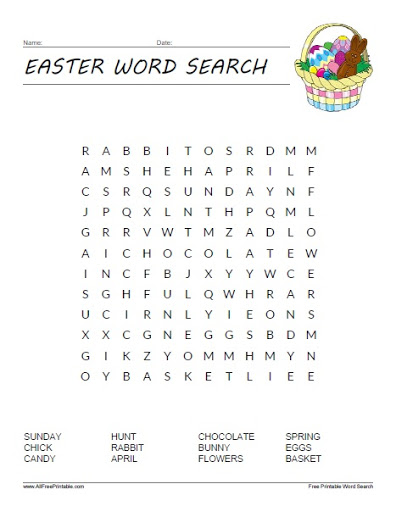 Name: Date:
EASTER WORD SEARCH
R A B B I T O S R D M M
A M S H E H A P R I L F
C S R Q S U N D A Y N F
J P Q X L N T H P Q M L
G R R V W T M Z A D L O
A I C H O C O L A T E W
I N C F B J X Y Y W C E
S G H F U L Q W H R A R
U C I R N L Y I E O N S
X X C G N E G G S B D M
G I K Z Y O M M H M Y N
O Y B A S K E T L I E E
SUNDAY HUNT CHOCOLATE SPRING
CHICK RABBIT BUNNY EGGS
CANDY APRIL FLOWERS BASKET
www.AllFreePrintable.com Free Printable Word Search